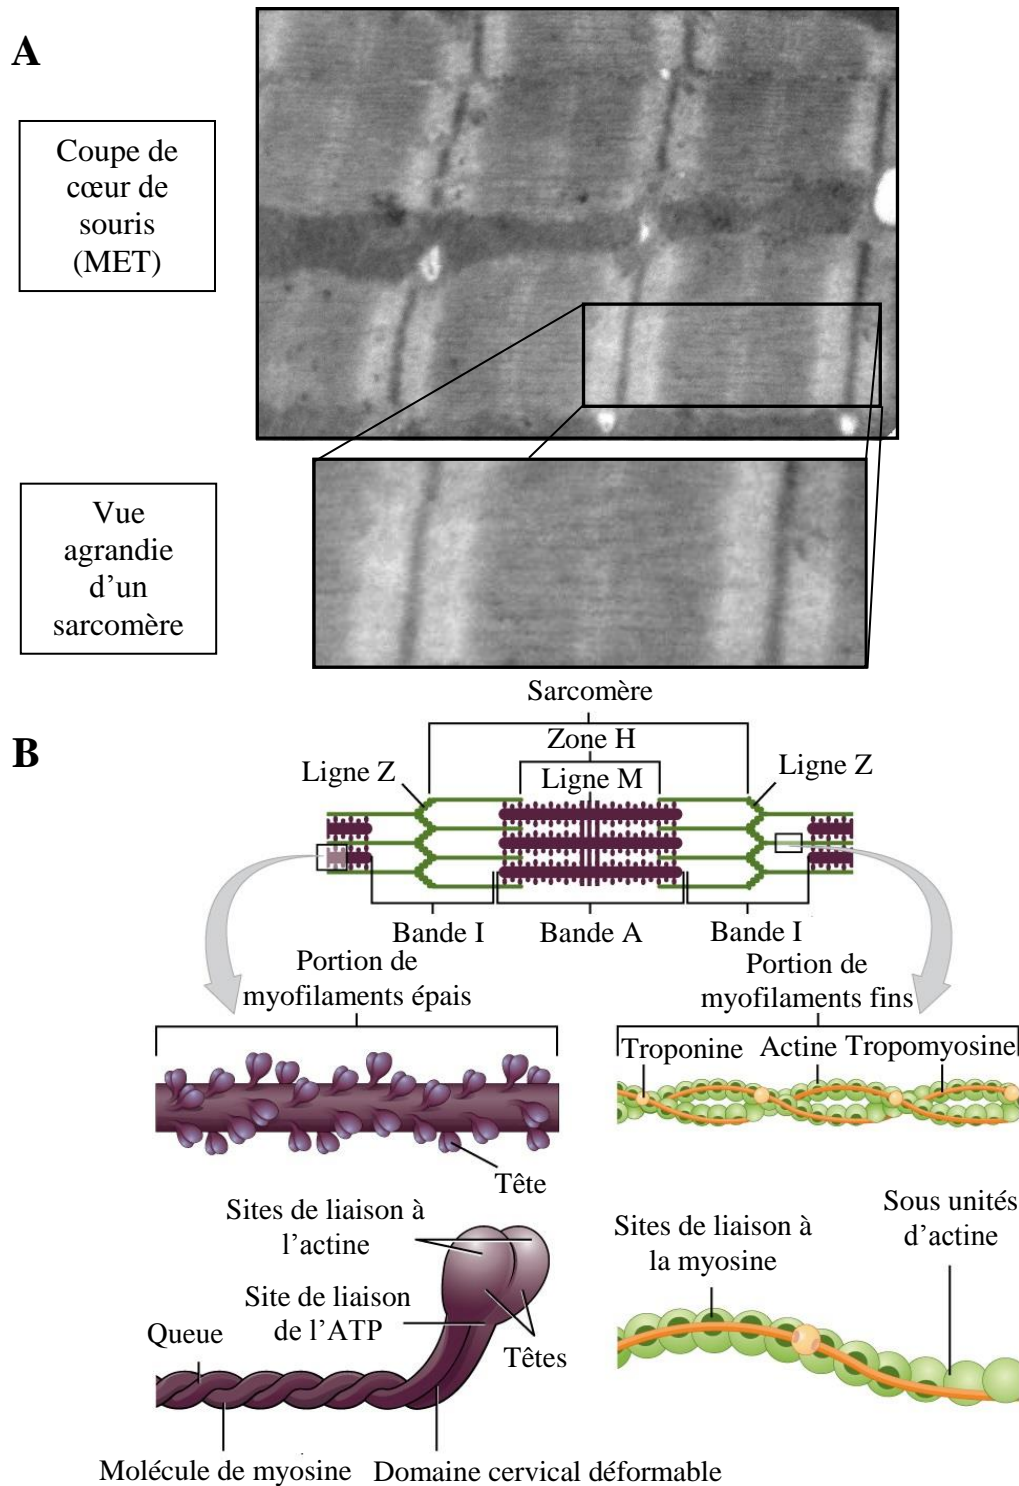 A
Coupe de
cœur de
souris
(MET)
Vue
agrandie
d’un
sarcomère
B
Sarcomère
Zone H
Ligne Z
Ligne M
Ligne Z
Bande I
Bande A
Bande I
Portion de
myofilaments épais
Portion de
myofilaments fins
Troponine
Actine
Tropomyosine
Tête
Sites de liaison à
l’actine
Site de liaison
de l’ATP
Queue
Têtes
Molécule de myosine
Domaine cervical déformable
Sites de liaison à
la myosine
Sous unités
d’actine